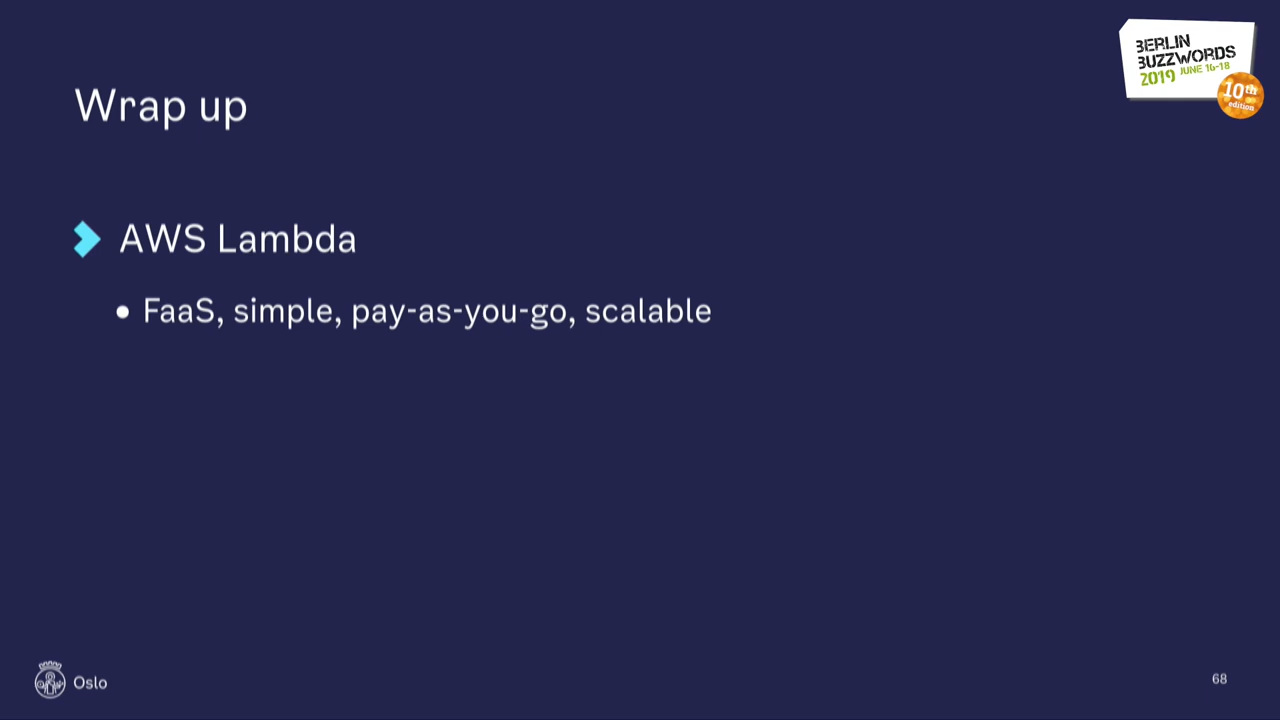 BERLIN
BUZZWORDS
2019 JUNE 16-18
10th
edition
Wrap up
AWS Lambda
• FaaS, simple, pay-as-you-go, scalable
Oslo
68